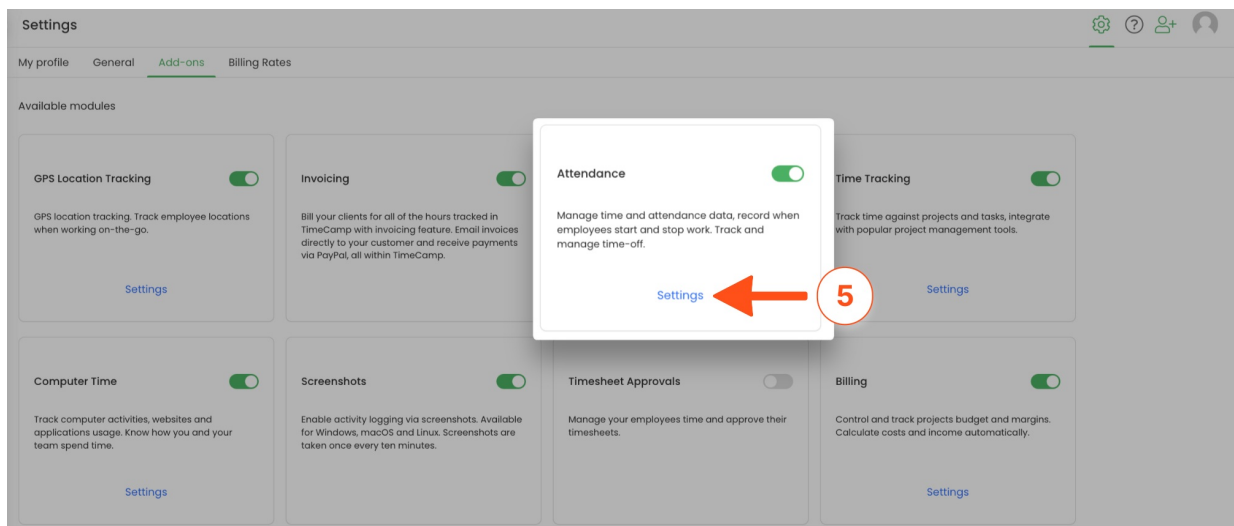 Settings
My profile General Add-ons Billing Rates
Available modules
GPS Location Tracking
GPS location tracking. Track employee locations
when working on-the-go.
Settings
Invoicing
Bill your clients for all of the hours tracked in
TimeCamp with invoicing feature. Email invoices
directly to your customer and receive payments
via PayPal, all within TimeCamp.
Attendance
Manage time and attendance data, record when
employees start and stop work. Track and
manage time-off.
Settings
5
Time Tracking
Track time against projects and tasks, integrate
with popular project management tools.
Settings
Computer Time
Track computer activities, websites and
applications usage. Know how you and your
team spend time.
Settings
Screenshots
Enable activity logging via screenshots. Available
for Windows, macOS and Linux. Screenshots are
taken once every ten minutes.
Timesheet Approvals
Manage your employees time and approve their
timesheets.
Billing
Control and track projects budget and margins.
Calculate costs and income automatically.
Settings